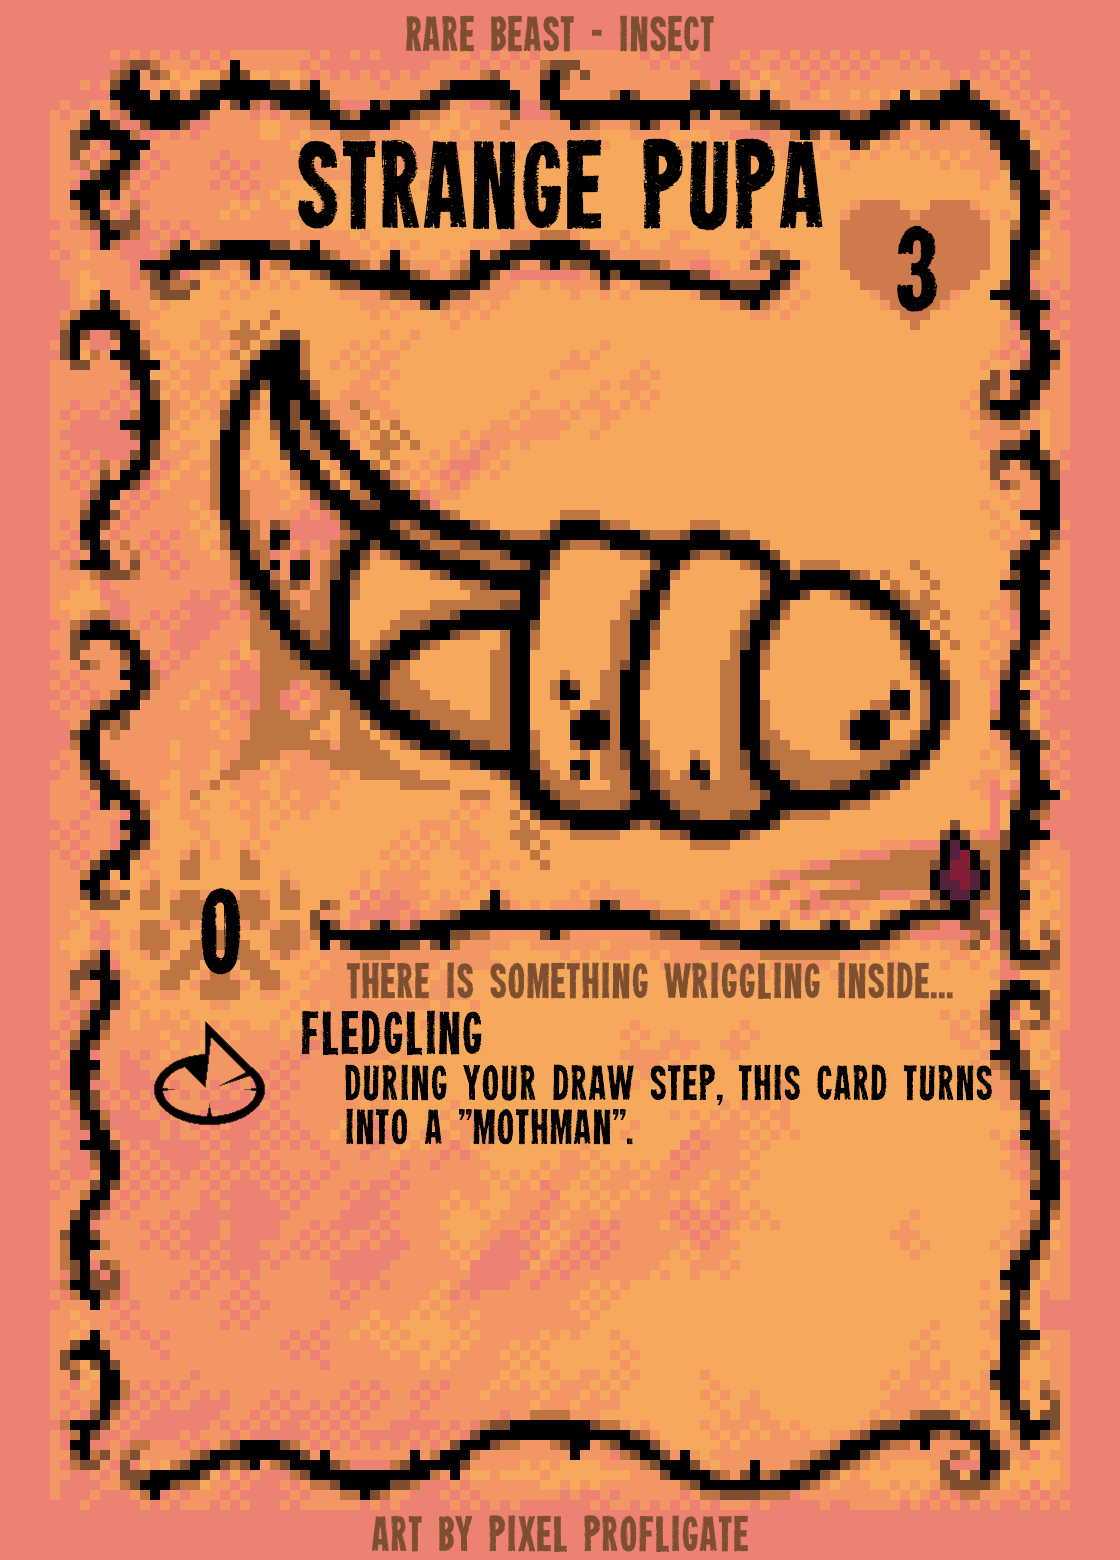 RARE BEAST - INSECT
STRANGE PUPA
3
0
THERE IS SOMETHING WRIGGLING INSIDE...
FLEDGLING
DURING YOUR DRAW STEP, THIS CARD TURNS
INTO A "MOTHMAN".
ART BY PIXEL PROFLIGATE